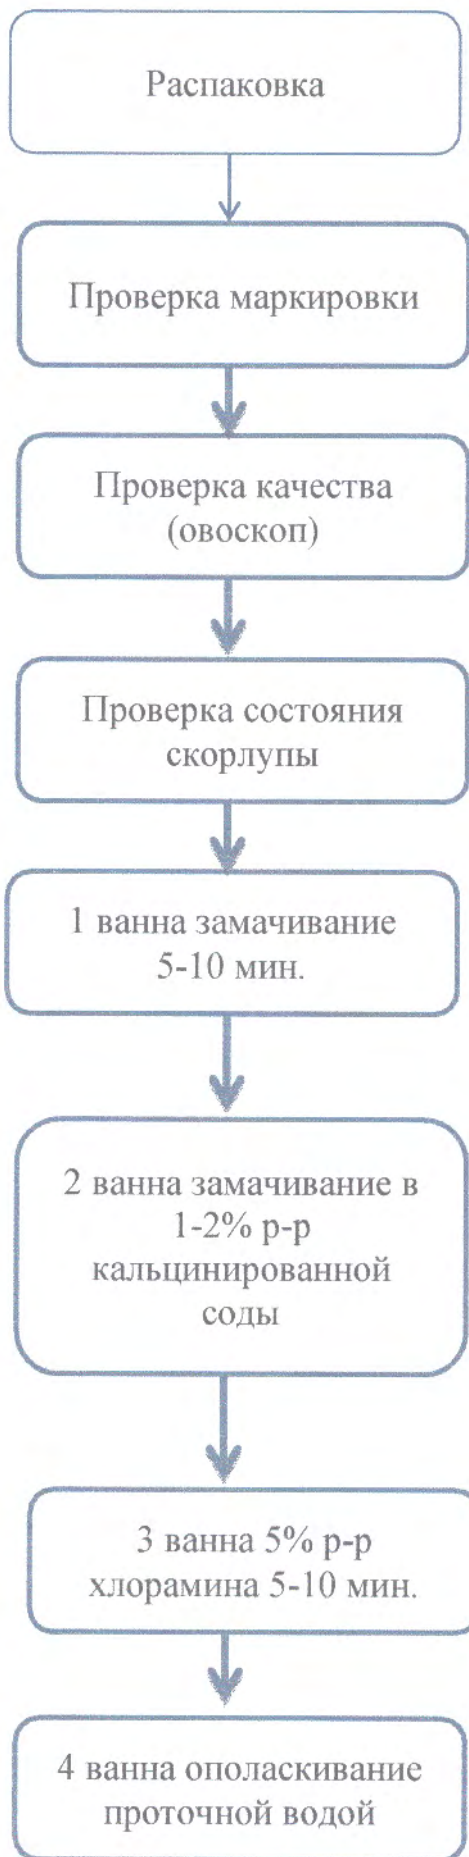 Распаковка
Проверка маркировки
Проверка качества
(овоскоп)
Проверка состояния
скорлупы
1 ванна замачивание
5-10 мин.
2 ванна замачивание в
1-2% р-р
кальцинированной
соды
3 ванна 5% р-р
хлорамина 5-10 мин.
4 ванна ополаскивание
проточной водой